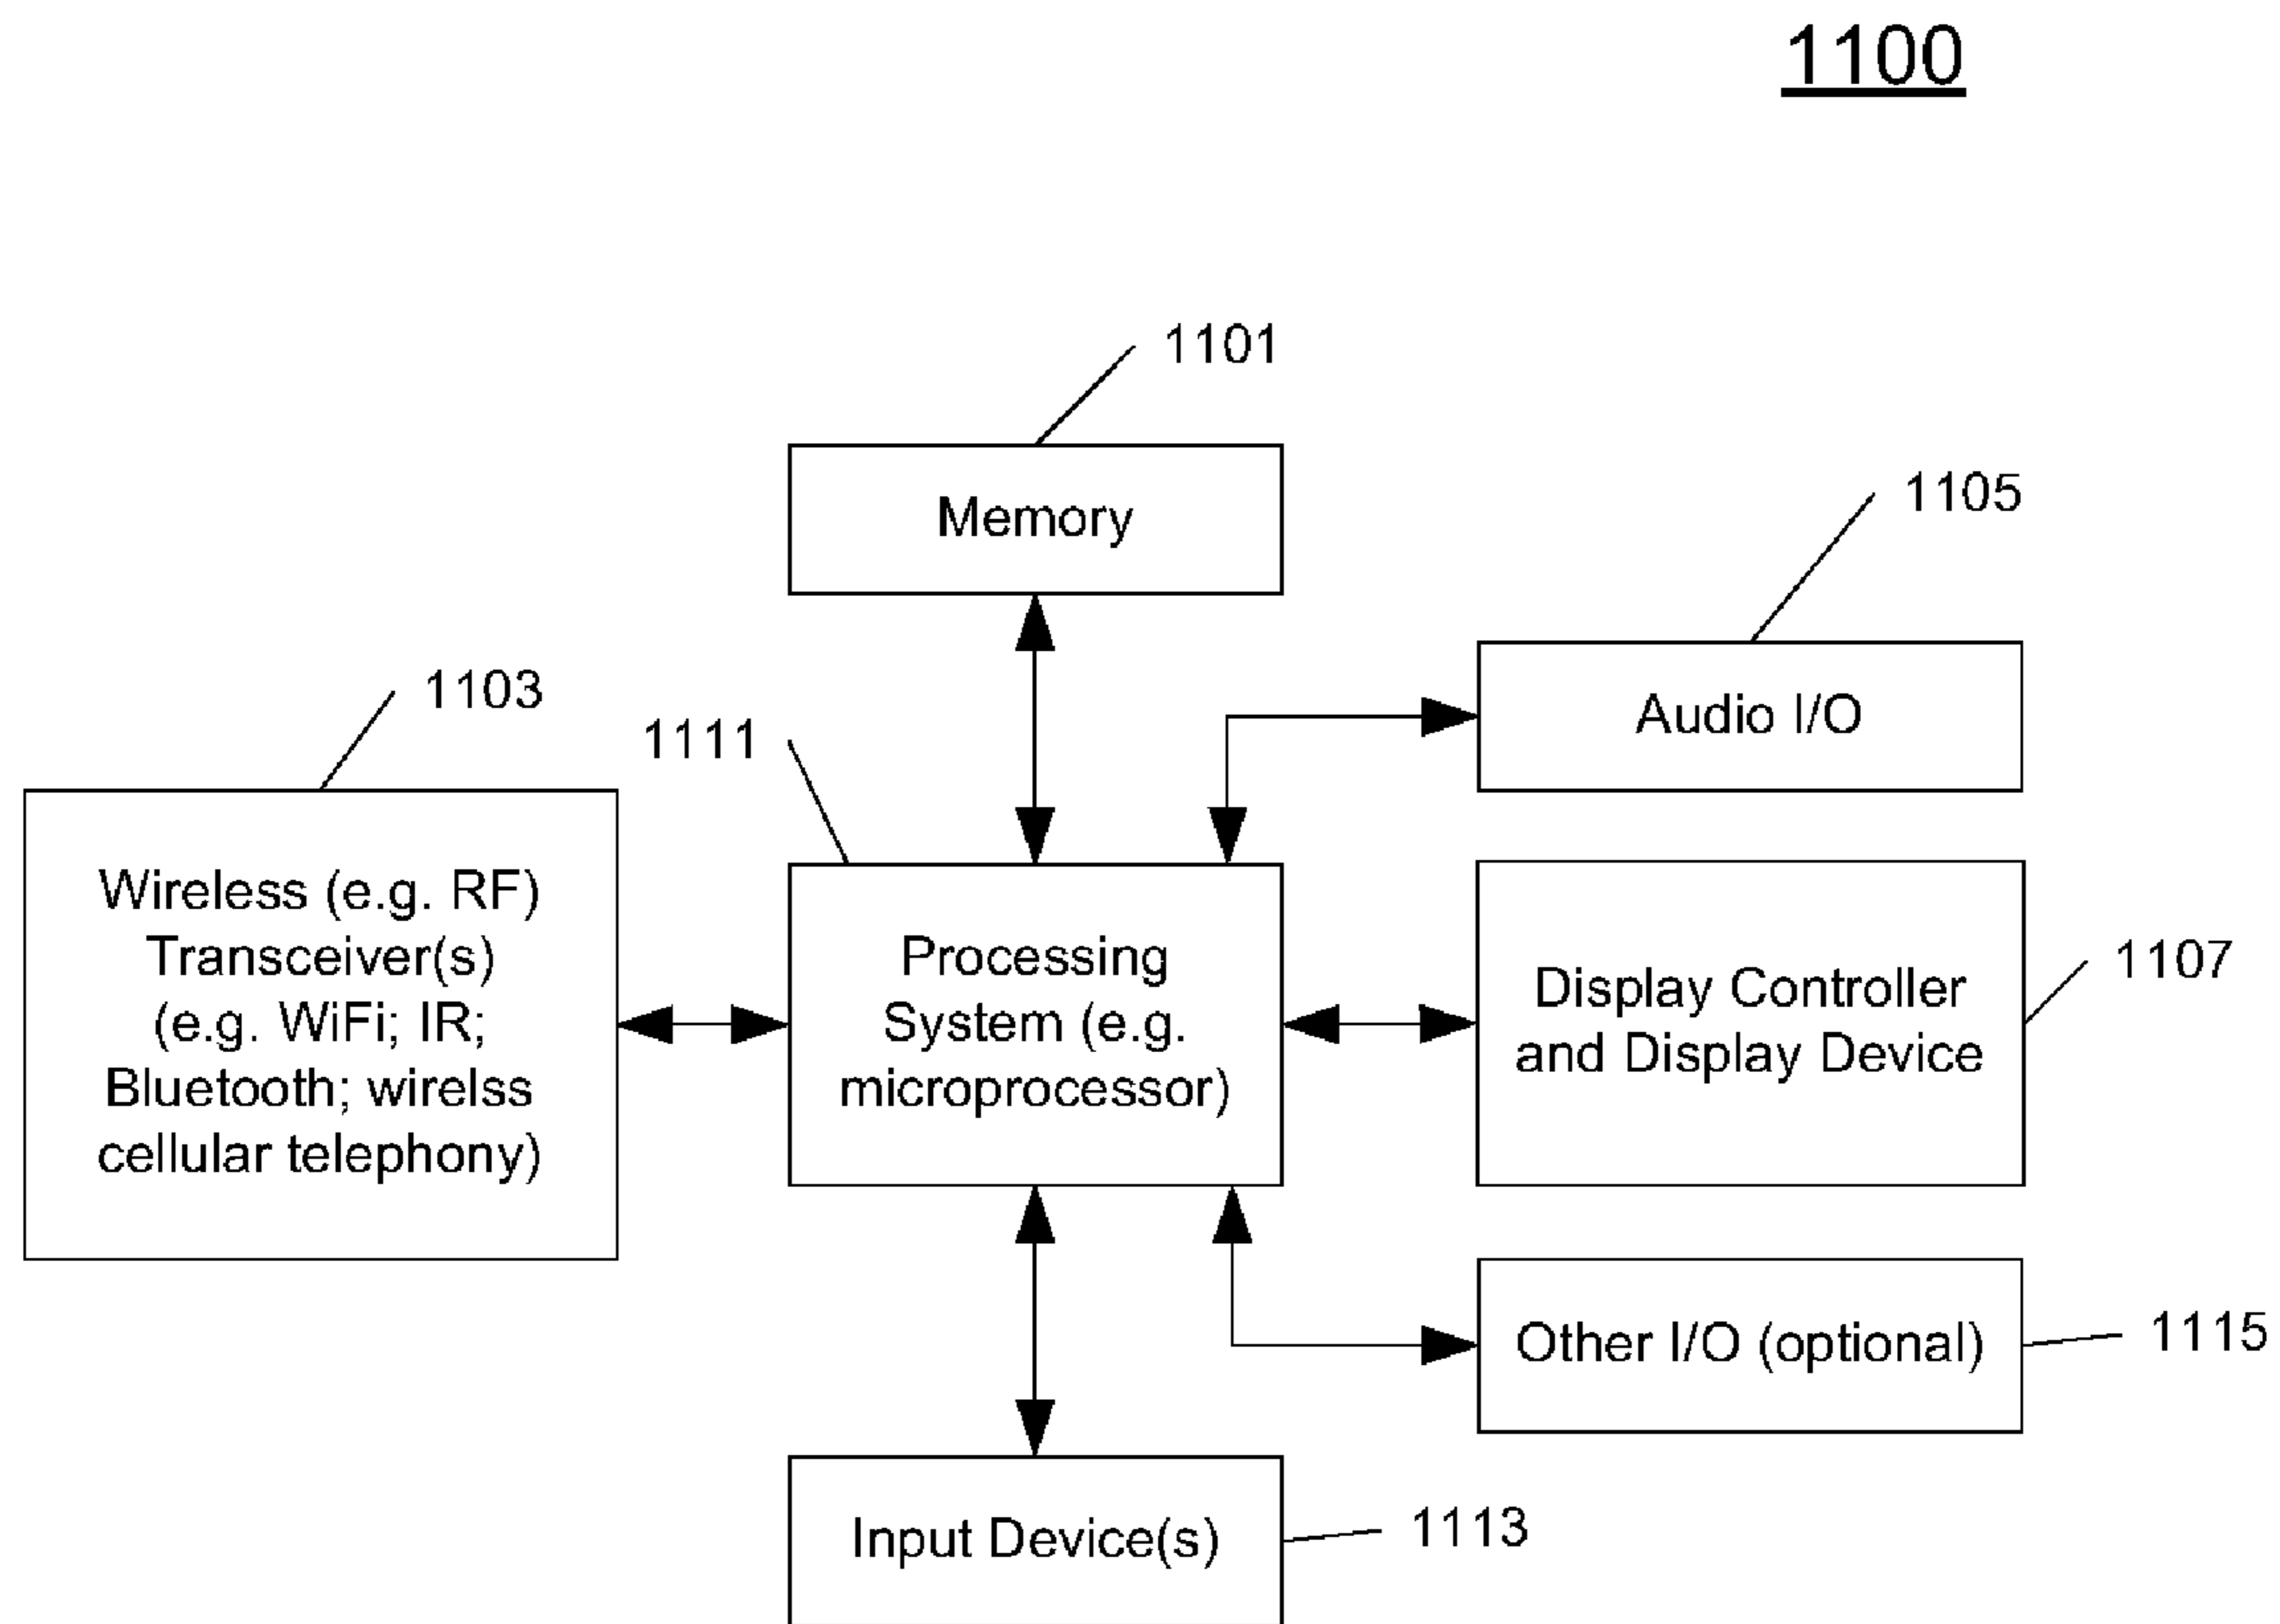 1100
1101
Memory
1105
Audio I/O
1103
1111
Wireless (e.g. RF)
Transceiver(s)
(e.g. WiFi; IR;
Bluetooth; wirelss
cellular telephony)
Processing
System (e.g.
microprocessor)
Display Controller
and Display Device
1107
Other I/O (optional)
1115
Input Device(s)
1113